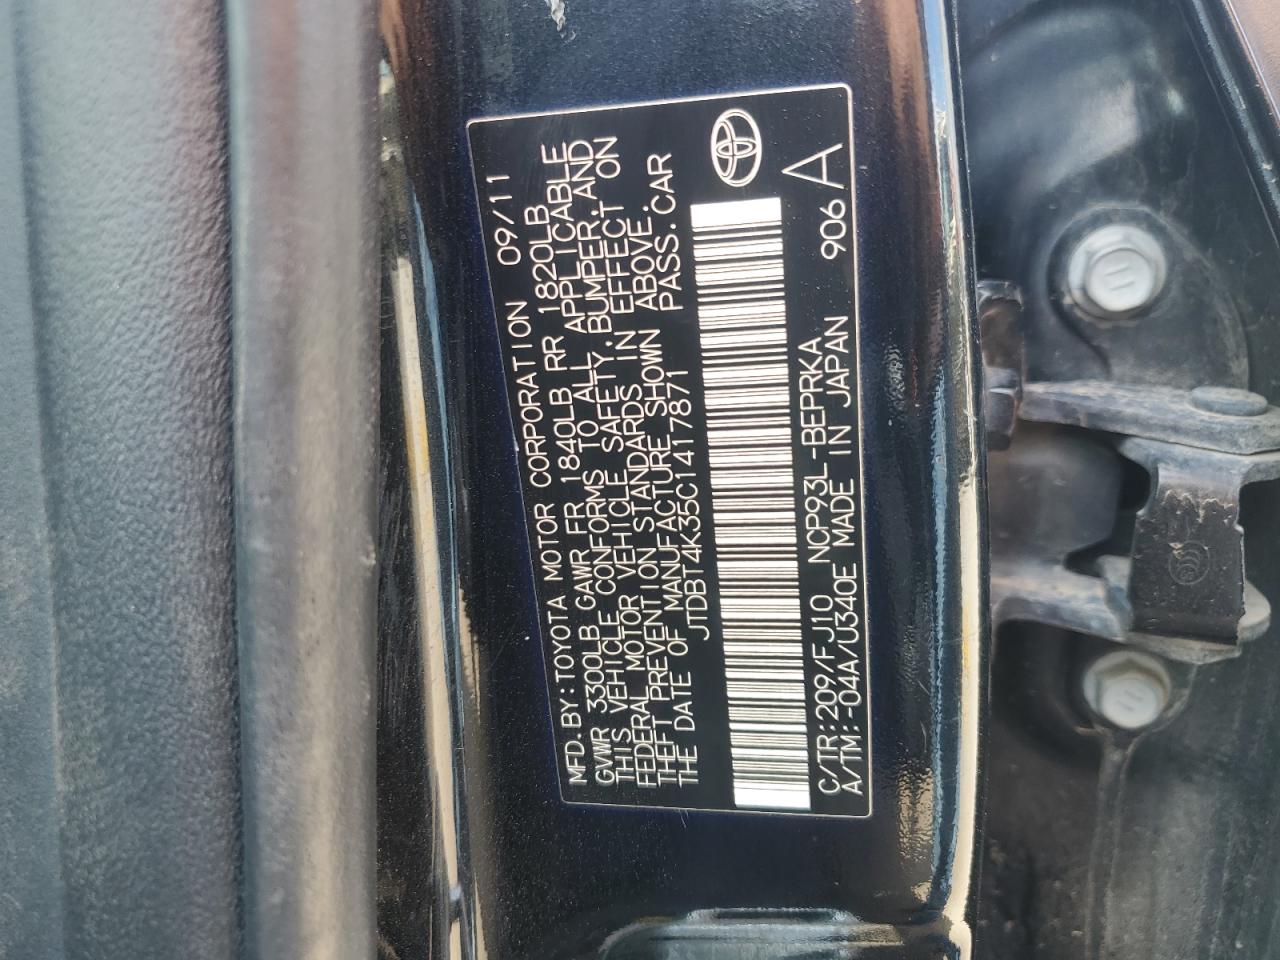 MFD.BY:TOYOTA MOTOR CORPORATION 09/11
GVWR 3300LB GAWR FR 1840LB RR 1820LB
THIS VEHICLE CONFORMS TO ALL APPLICABLE
FEDERAL MOTOR VEHICLE SAFETY,BUMPER,AND
THEFT PREVENTION STANDARDS IN EFFECT ON
THE DATE OF MANUFACTURE SHOWN ABOVE.
JTDBT4K35C1417871 PASS.CAR
C/TR:209/FJ10 NCP93L-BEPRKA 906 A
A/TM:-04A/U340E MADE IN JAPAN